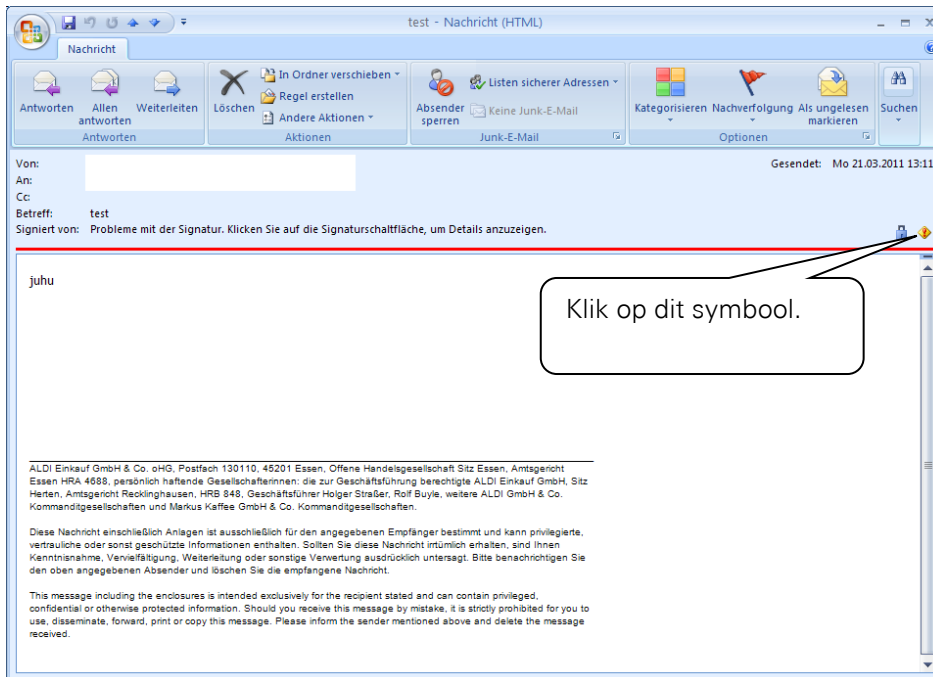 test - Nachricht (HTML)
Nachricht
Antworten
Allen
antworten
Weiterleiten
Antworten
Löschen
In Ordner verschieben
Regel erstellen
Andere Aktionen
Aktionen
Absender
sperren
Listen sicherer Adressen
Keine Junk-E-Mail
Junk-E-Mail
Kategorisieren
Nachverfolgung
Als ungelesen
markieren
Optionen
Suchen
Von:
Gesendet: Mo 21.03.2011 13:11
An:
Cc:
Betreff: test
Signiert von: Probleme mit der Signatur. Klicken Sie auf die Signaturschaltfläche, um Details anzuzeigen.
juhu
Klik op dit symbool.
ALDI Einkauf GmbH & Co. oHG, Postfach 130110, 45201 Essen, Offene Handelsgesellschaft Sitz Essen, Amtsgericht
Essen HRA 4688, persönlich haftende Gesellschafterinnen: die zur Geschäftsführung berechtigte ALDI Einkauf GmbH, Sitz
Herten, Amtsgericht Recklinghausen, HRB 848, Geschäftsführer Holger Straßer, Rolf Buyle, weitere ALDI GmbH & Co.
Kommanditgesellschaften und Markus Kaffee GmbH & Co. Kommanditgesellschaften.
Diese Nachricht einschließlich Anlagen ist ausschließlich für den angegebenen Empfänger bestimmt und kann privilegierte,
vertrauliche oder sonst geschützte Informationen enthalten. Sollten Sie diese Nachricht irrtümlich erhalten, sind Ihnen
Kenntnisnahme, Vervielfältigung, Weiterleitung oder sonstige Verwertung ausdrücklich untersagt. Bitte benachrichtigen Sie
den oben angegebenen Absender und löschen Sie die empfangene Nachricht.
This message including the enclosures is intended exclusively for the recipient stated and can contain privileged,
confidential or otherwise protected information. Should you receive this message by mistake, it is strictly prohibited for you to
use, disseminate, forward, print or copy this message. Please inform the sender mentioned above and delete the message
received.